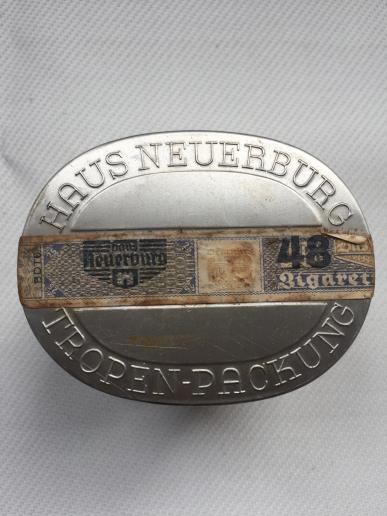 HAUS NEUERBURG
Haus
Neuerburg
48
Zigaret
TROPEN-PACKUNG